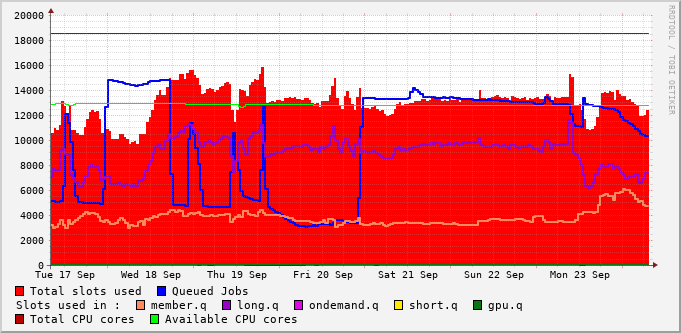 20000
18000
16000
14000
12000
10000
8000
6000
4000
2000
0
Tue 17 Sep Wed 18 Sep Thu 19 Sep Fri 20 Sep Sat 21 Sep Sun 22 Sep Mon 23 Sep
Total slots used Queued Jobs
Slots used in : member.q long.q ondemand.q short.q gpu.q
Total CPU cores Available CPU cores
RRDTOOL / TOBI OETIKER